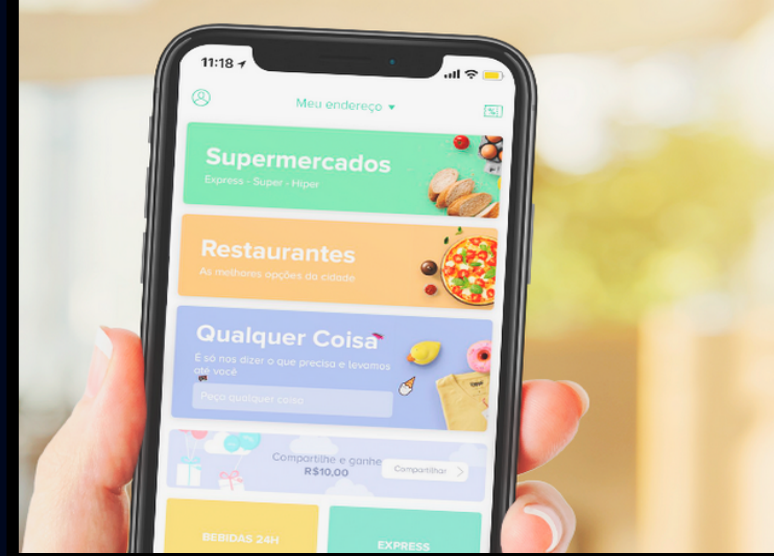 11:18
Meu endereço
Supermercados
Express - Super - Hiper
Restaurantes
As melhores opções da cidade
Qualquer Coisa
É só nos dizer o que precisa e levamos
até você
Peça qualquer coisa
Compartilhe e ganhe
R$10,00
Compartilhar
BEBIDAS 24H
EXPRESS